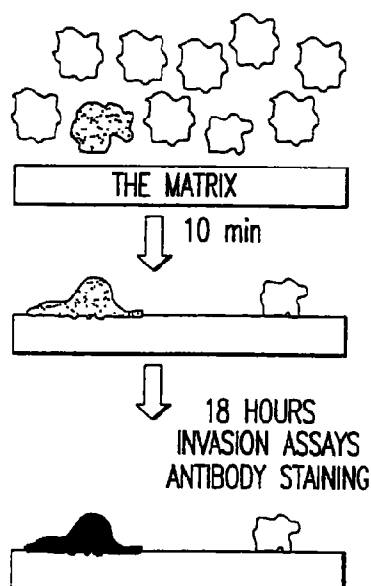 THE MATRIX
10 min
18 HOURS
INVASION ASSAYS
ANTIBODY STAINING